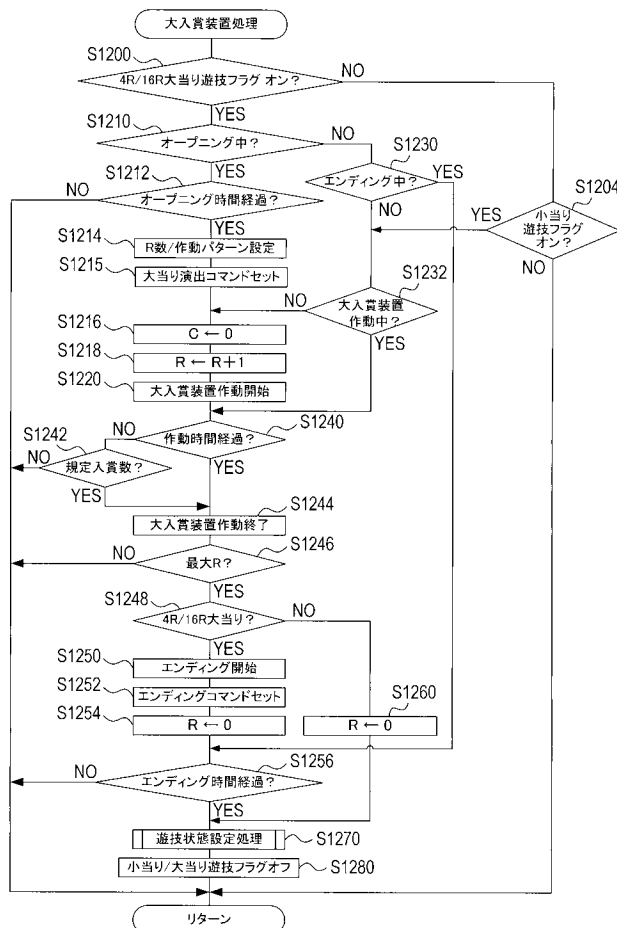 大入賞装置処理
S1200
4R/16R大当り遊技フラグ オン?
NO
YES
S1210
オープニング中?
NO
YES
S1230
エンディング中?
YES
NO
S1212
NO
オープニング時間経過?
YES
S1204
YES
小当り
遊技フラグ
オン?
NO
S1214
R数/作動パターン設定
S1215
大当り演出コマンドセット
S1232
NO
大入賞装置
作動中?
YES
S1216
C ← 0
S1218
R ← R+1
S1220
大入賞装置作動開始
S1240
NO
作動時間経過?
YES
S1242
NO
規定入賞数?
YES
S1244
大入賞装置作動終了
S1246
NO
最大R?
YES
S1248
4R/16R大当り?
NO
YES
S1250
エンディング開始
S1252
エンディングコマンドセット
S1254
R ← 0
S1260
R ← 0
S1256
NO
エンディング時間経過?
YES
遊技状態設定処理
S1270
小当り/大当り遊技フラグオフ
S1280
リターン